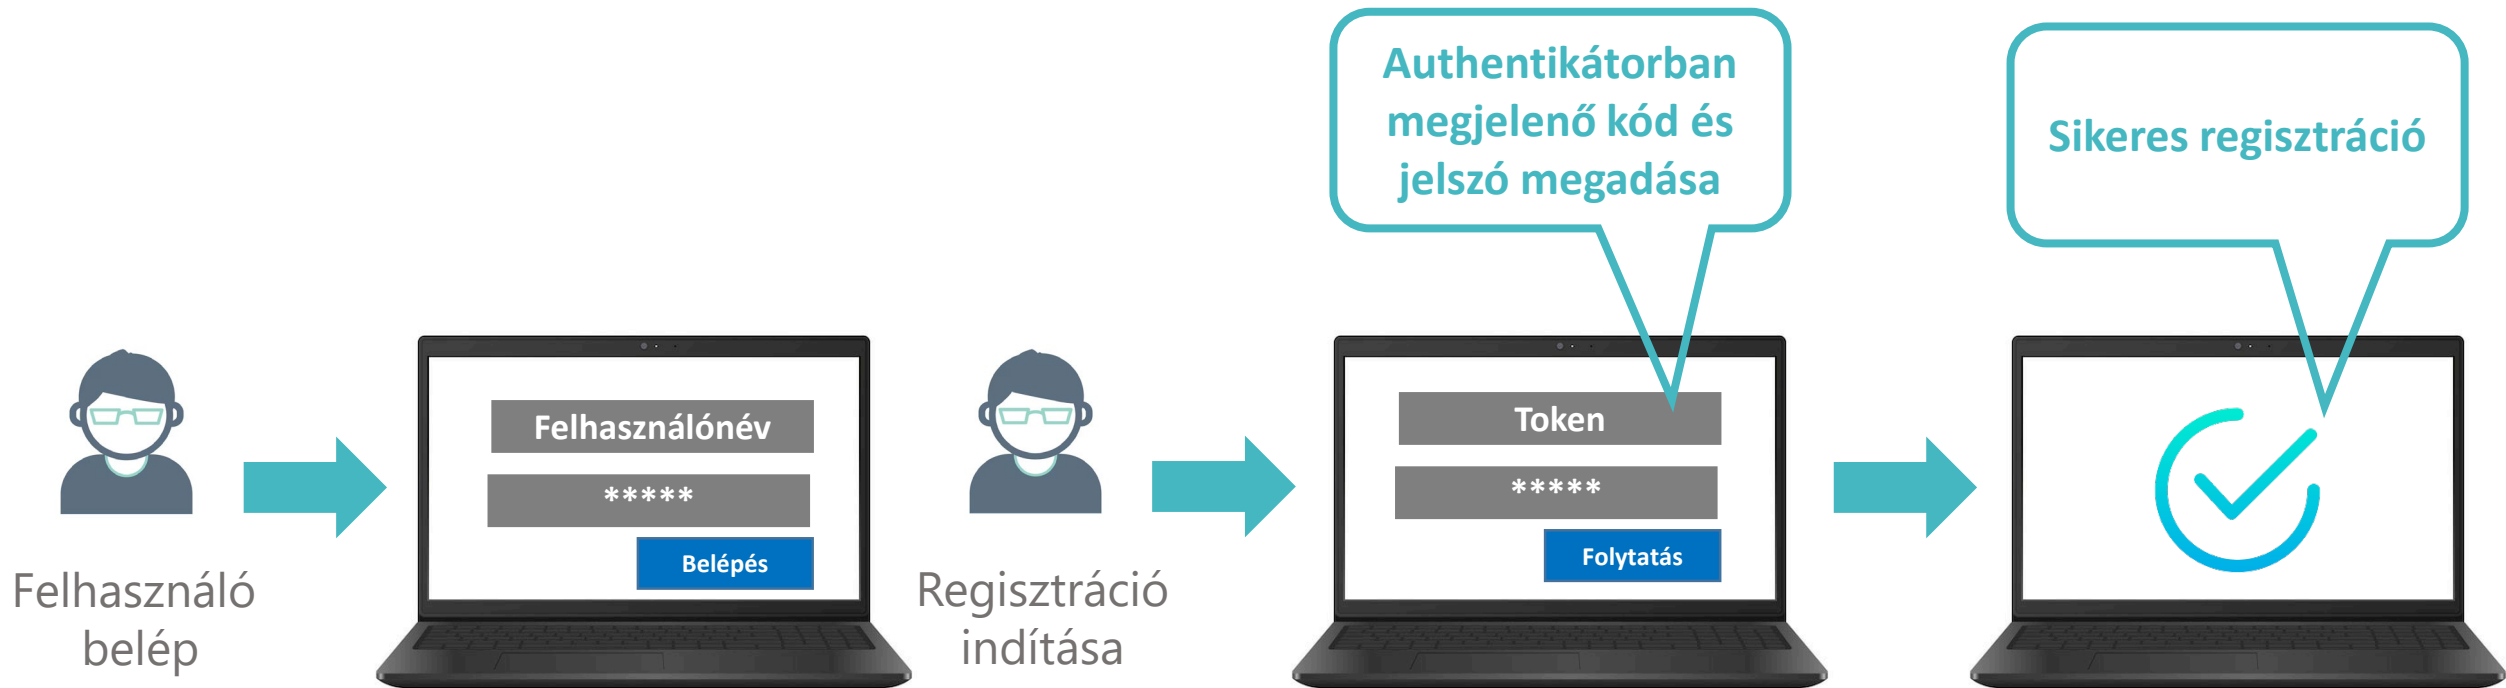 Felhasználó
belép
Felhasználónév
*****
Belépés
Regisztráció
indítása
Authentikátorban
megjelenő kód és
jelszó megadása
Token
*****
Folytatás
Sikeres regisztráció